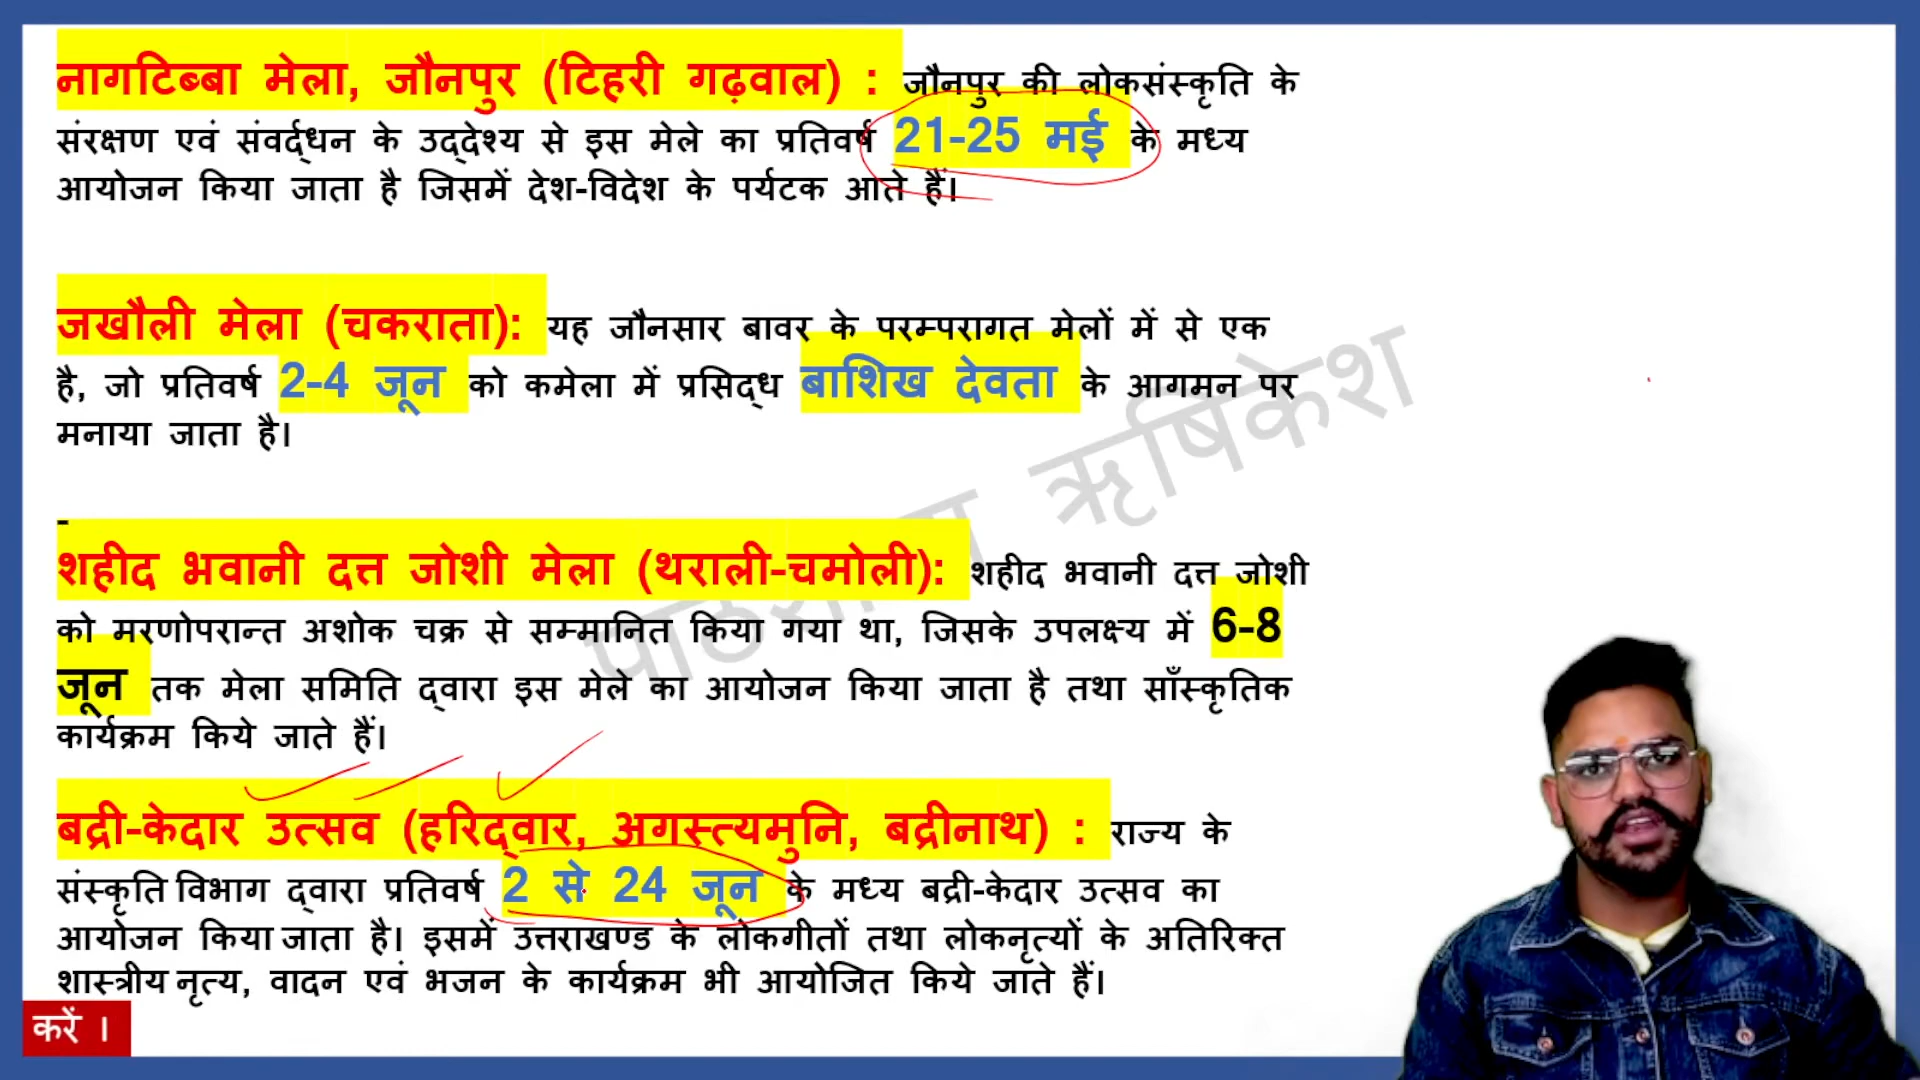 नागटिब्बा मेला, जौनपुर (टिहरी गढ़वाल) : जौनपुर की लोकसंस्कृति के
संरक्षण एवं संवर्द्धन के उद्देश्य से इस मेले का प्रतिवर्ष 21-25 मई के मध्य
आयोजन किया जाता है जिसमें देश-विदेश के पर्यटक आते हैं।
जखौली मेला (चकराता): यह जौनसार बावर के परम्परागत मेलों में से एक
है, जो प्रतिवर्ष 2-4 जून को कमेला में प्रसिद्ध बाशिख देवता के आगमन पर
मनाया जाता है।
-
शहीद भवानी दत्त जोशी मेला (थराली-चमोली): शहीद भवानी दत्त जोशी
को मरणोपरान्त अशोक चक्र से सम्मानित किया गया था, जिसके उपलक्ष्य में 6-8
जून तक मेला समिति द्वारा इस मेले का आयोजन किया जाता है तथा साँस्कृतिक
कार्यक्रम किये जाते हैं।
बद्री-केदार उत्सव (हरिद्वार, अगस्त्यमुनि, बद्रीनाथ) : राज्य के
संस्कृति विभाग द्वारा प्रतिवर्ष 2 से 24 जून के मध्य बद्री-केदार उत्सव का
आयोजन किया जाता है। इसमें उत्तराखण्ड के लोकगीतों तथा लोकनृत्यों के अतिरिक्त
शास्त्रीय नृत्य, वादन एवं भजन के कार्यक्रम भी आयोजित किये जाते हैं।
करें ।
ऋषिकेश